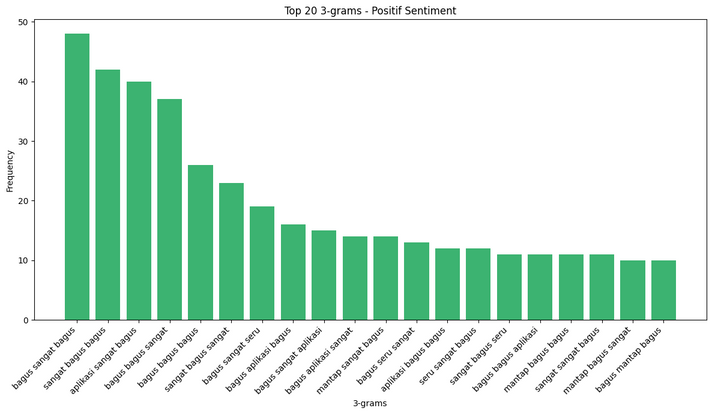 Top 20 3-grams - Positif Sentiment
50
40
30
20
10
0
Frequency
bagus sangat bagus
sangat bagus bagus
aplikasi sangat bagus
bagus bagus sangat
bagus bagus bagus
sangat bagus sangat
bagus sangat seru
bagus aplikasi bagus
bagus sangat aplikasi
bagus aplikasi sangat
mantap sangat bagus
bagus seru sangat
aplikasi bagus bagus
seru sangat bagus
sangat bagus seru
bagus bagus aplikasi
mantap bagus bagus
sangat sangat bagus
mantap bagus sangat
bagus mantap bagus
3-grams